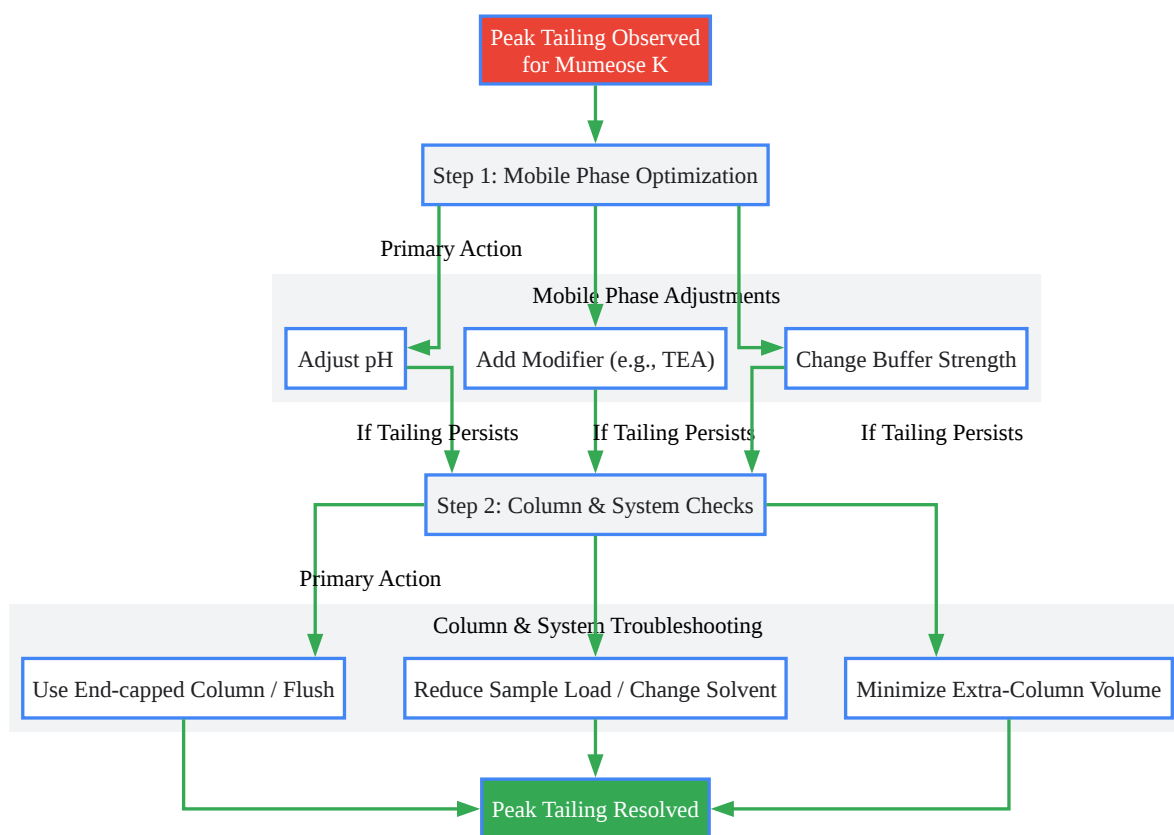 Peak Tailing Observed
for Mumeose K
Step 1: Mobile Phase Optimization
Primary Action
Mobile Phase Adjustments
Adjust pH
Add Modifier (e.g., TEA)
Change Buffer Strength
If Tailing Persists
If Tailing Persists
If Tailing Persists
Step 2: Column & System Checks
Primary Action
Column & System Troubleshooting
Use End-capped Column / Flush
Reduce Sample Load / Change Solvent
Minimize Extra-Column Volume
Peak Tailing Resolved